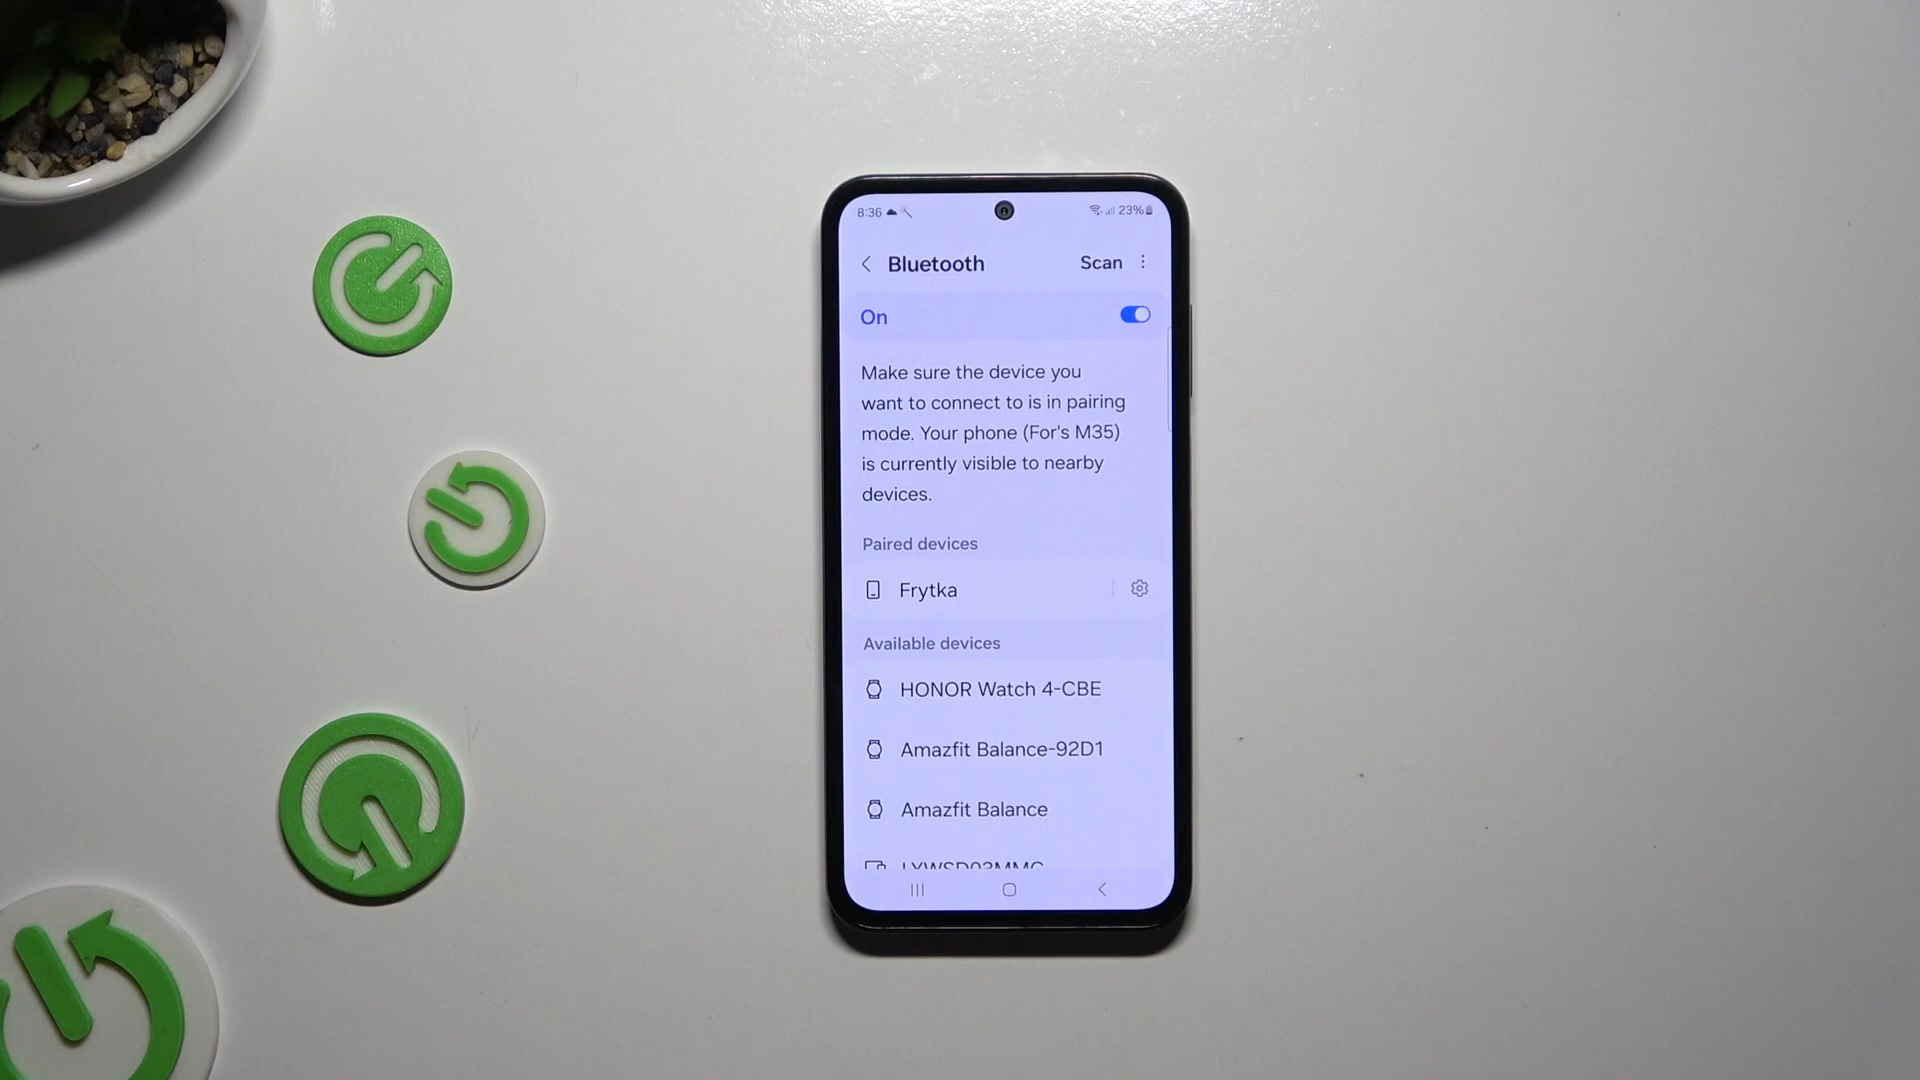 8:36
23%
Bluetooth
Scan
On
Make sure the device you
want to connect to is in pairing
mode. Your phone (For's M35)
is currently visible to nearby
devices.
Paired devices
Frytka
Available devices
HONOR Watch 4-CBE
Amazfit Balance-92D1
Amazfit Balance
LYWSD03MMC